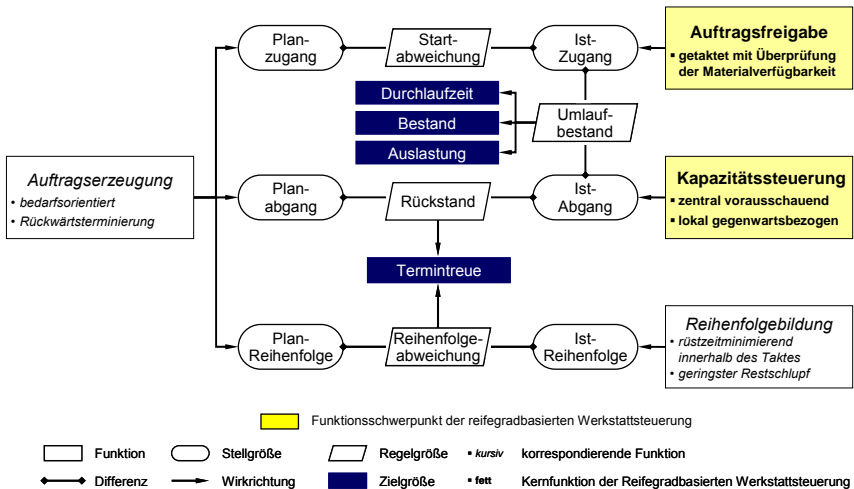 Plan-
zugang
Start-
abweichung
Ist-
Zugang
Auftragsfreigabe
▪ getaktet mit Überprüfung
der Materialverfügbarkeit
Durchlaufzeit
Bestand
Auslastung
Umlauf-
bestand
Auftragserzeugung
• bedarfsorientiert
• Rückwärtsterminierung
Plan-
abgang
Rückstand
Ist-
Abgang
Kapazitätssteuerung
▪ zentral vorausschauend
▪ lokal gegenwartsbezogen
Termintreue
Plan-
Reihenfolge
Reihenfolge-
abweichung
Ist-
Reihenfolge
Reihenfolgebildung
• rüstzeitminimierend
innerhalb des Taktes
• geringster Restschlupf
Funktionsschwerpunkt der reifegradbasierten Werkstattsteuerung
Funktion
Stellgröße
Regelgröße
▪ kursiv korrespondierende Funktion
Differenz
Wirkrichtung
Zielgröße
▪ fett Kernfunktion der Reifegradbasierten Werkstattsteuerung